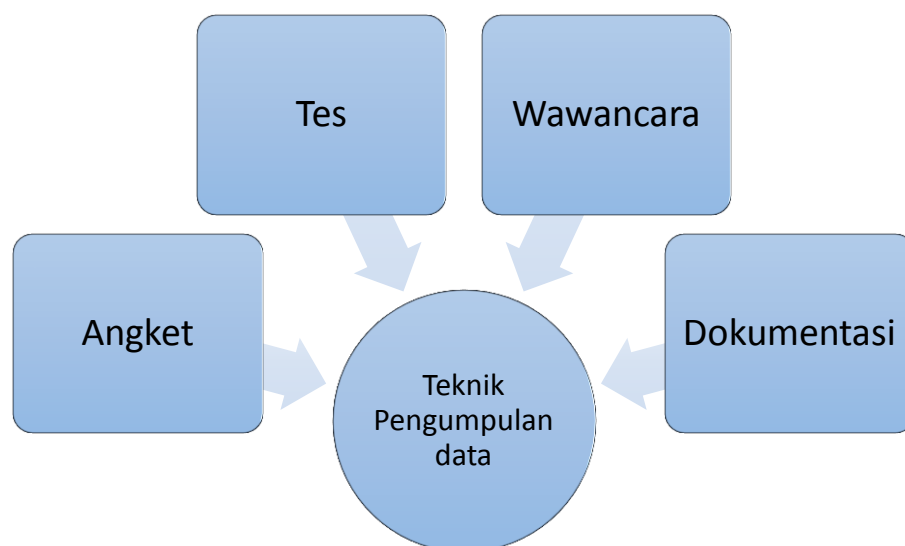 Tes
Wawancara
Angket
Dokumentasi
Teknik
Pengumpulan
data